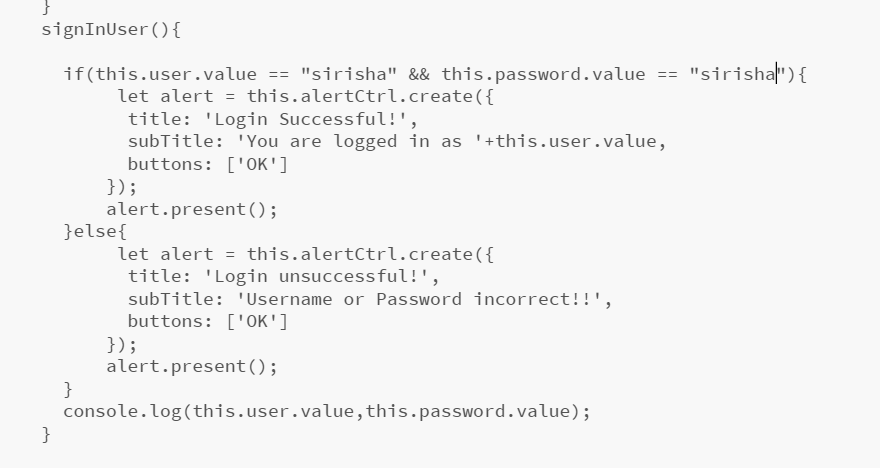 }
signInUser(){
if(this.user.value == "sirisha" && this.password.value == "sirisha"){
let alert = this.alertCtrl.create({
title: 'Login Successful!',
subTitle: 'You are logged in as '+this.user.value,
buttons: ['OK']
});
alert.present();
}else{
let alert = this.alertCtrl.create({
title: 'Login unsuccessful!',
subTitle: 'Username or Password incorrect!!',
buttons: ['OK']
});
alert.present();
}
console.log(this.user.value,this.password.value);
}